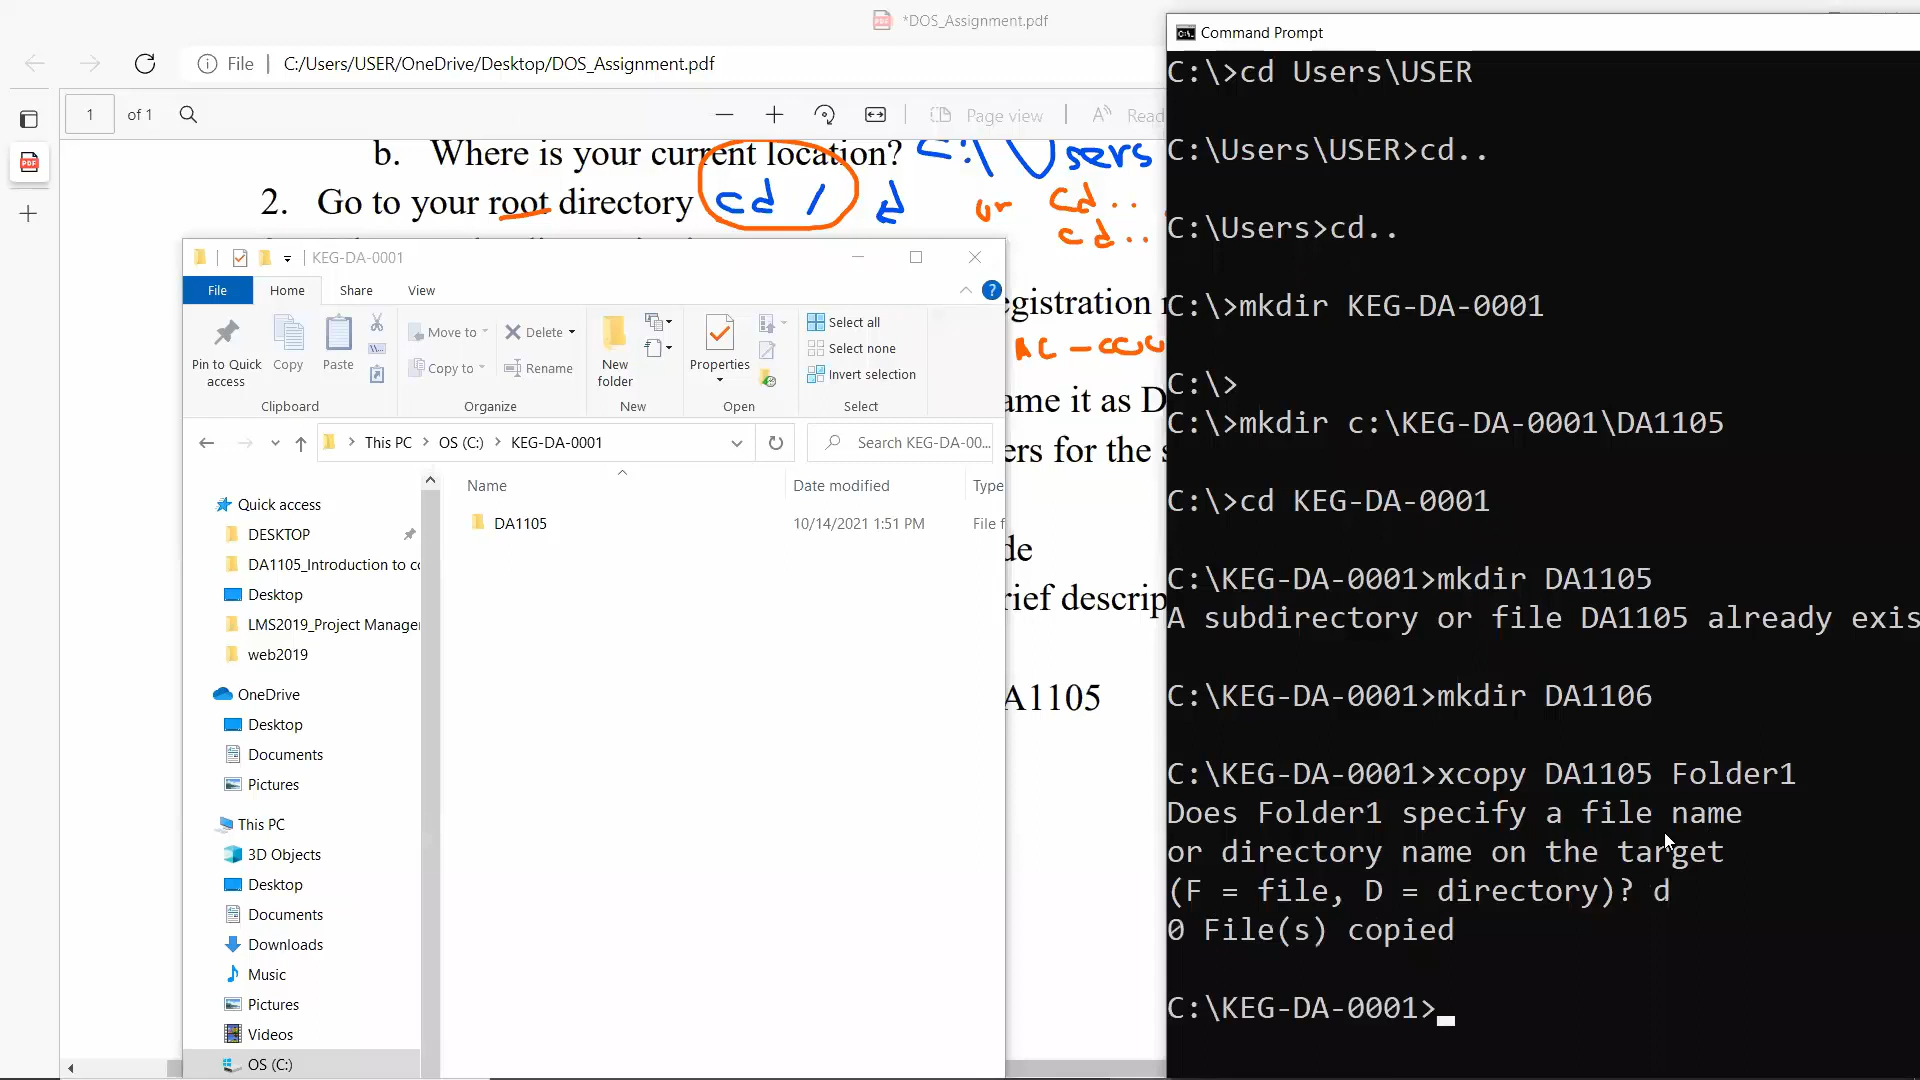 *DOS_Assignment.pdf
File
C:/Users/USER/OneDrive/Desktop/DOS_Assignment.pdf
1 of 1
Page view
Read
b. Where is your current location? C:\Users
2. Go to your root directory cd / or cd..
cd..
egistration
ame it as D
ers for the s
de
rief descrip
A1105
KEG-DA-0001
File Home Share View
Pin to Quick access
Copy
Paste
Clipboard
Move to
Copy to
Delete
Rename
Organize
New folder
New
Properties
Open
Select all
Select none
Invert selection
Select
This PC > OS (C:) > KEG-DA-0001
Search KEG-DA-00...
Name Date modified Type
DA1105 10/14/2021 1:51 PM File f
Quick access
DESKTOP
DA1105_Introduction to co
Desktop
LMS2019_Project Manager
web2019
OneDrive
Desktop
Documents
Pictures
This PC
3D Objects
Desktop
Documents
Downloads
Music
Pictures
Videos
OS (C:)
Command Prompt
C:\>cd Users\USER
C:\Users\USER>cd..
C:\Users>cd..
C:\>mkdir KEG-DA-0001
C:\>
C:\>mkdir c:\KEG-DA-0001\DA1105
C:\>cd KEG-DA-0001
C:\KEG-DA-0001>mkdir DA1105
A subdirectory or file DA1105 already exis
C:\KEG-DA-0001>mkdir DA1106
C:\KEG-DA-0001>xcopy DA1105 Folder1
Does Folder1 specify a file name
or directory name on the target
(F = file, D = directory)? d
0 File(s) copied
C:\KEG-DA-0001>